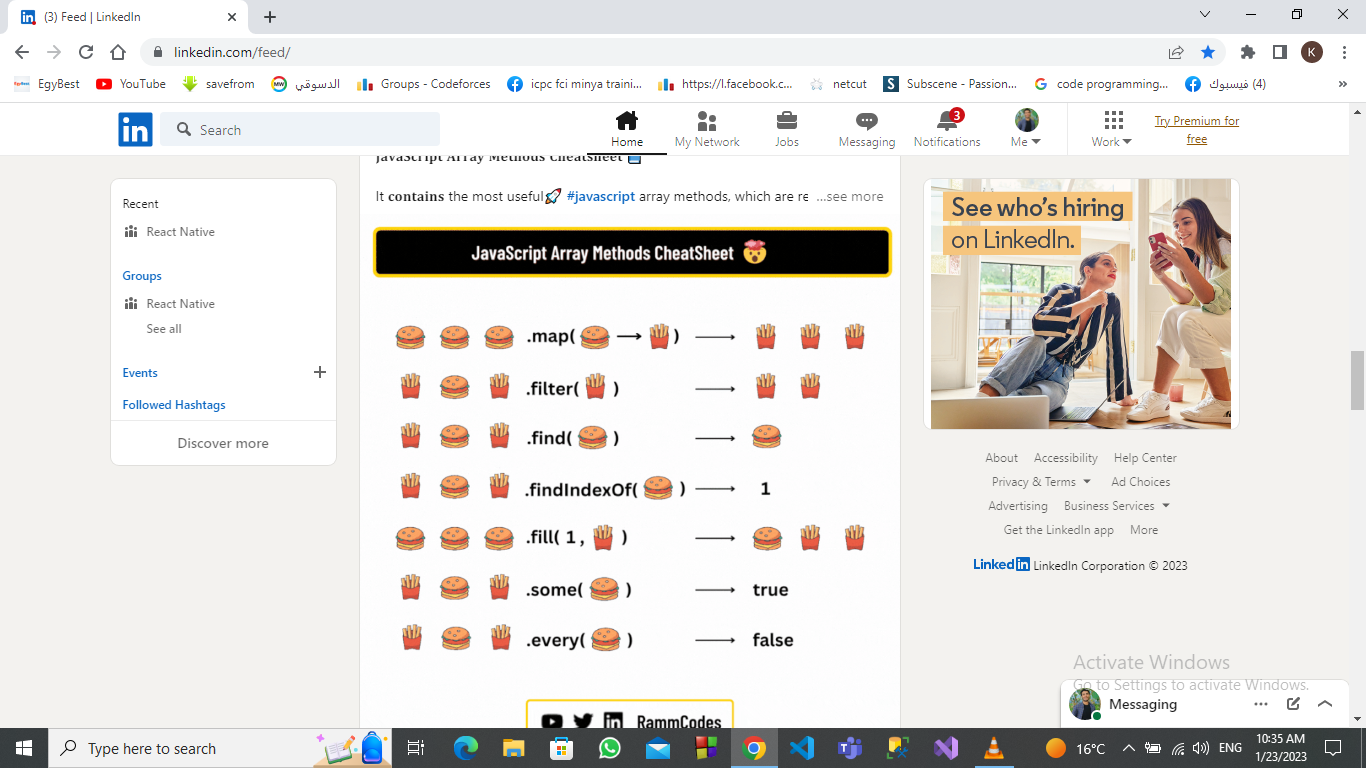 (3) Feed | LinkedIn
linkedin.com/feed/
K
EgyBest
YouTube
savefrom
الدسوقي
Groups - Codeforces
icpc fci minya traini...
https://l.facebook.c...
netcut
Subscene - Passion...
code programming...
(4) فيسبوك
»
in
Search
Home
My Network
Jobs
Messaging
3
Notifications
Me
Work
Try Premium for
free
JavaScript Array Methods Cheatsheet
It contains the most useful #javascript array methods, which are re ...see more
Recent
React Native
Groups
React Native
See all
Events
Followed Hashtags
Discover more
JavaScript Array Methods CheatSheet
.map( → ) →
.filter( ) →
.find( ) →
.findIndexOf( ) → 1
.fill( 1 , ) →
.some( ) → true
.every( ) → false
RammCodes
See who's hiring
on LinkedIn.
About Accessibility Help Center
Privacy & Terms Ad Choices
Advertising Business Services
Get the LinkedIn app More
LinkedIn LinkedIn Corporation © 2023
Activate Windows
Go to Settings to activate Windows.
Messaging
Type here to search
16°C
ENG
10:35 AM
1/23/2023